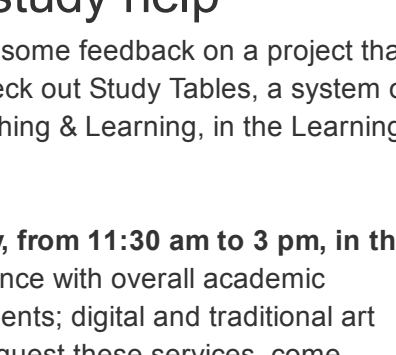 study help
some feedback on a project tha
eck out Study Tables, a system o
hing & Learning, in the Learning
y, from 11:30 am to 3 pm, in th
nce with overall academic
ents; digital and traditional art
quest these services, come